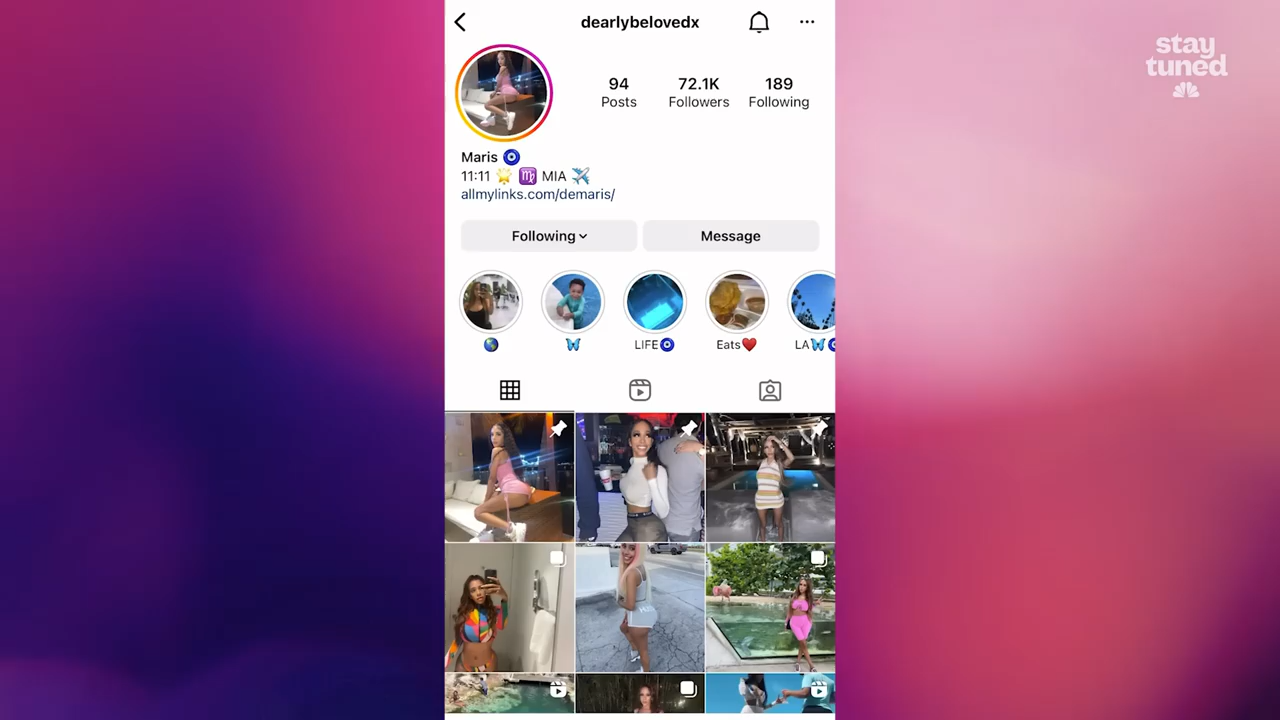 dearlybelovedx
stay
tuned
94
72.1K
189
Posts
Followers
Following
Maris 🧿
11:11 🌟 ♍ MIA ✈️
allmylinks.com/demaris/
Following
Message
🌎
🦋
LIFE🧿
Eats❤️
LA🦋🧿